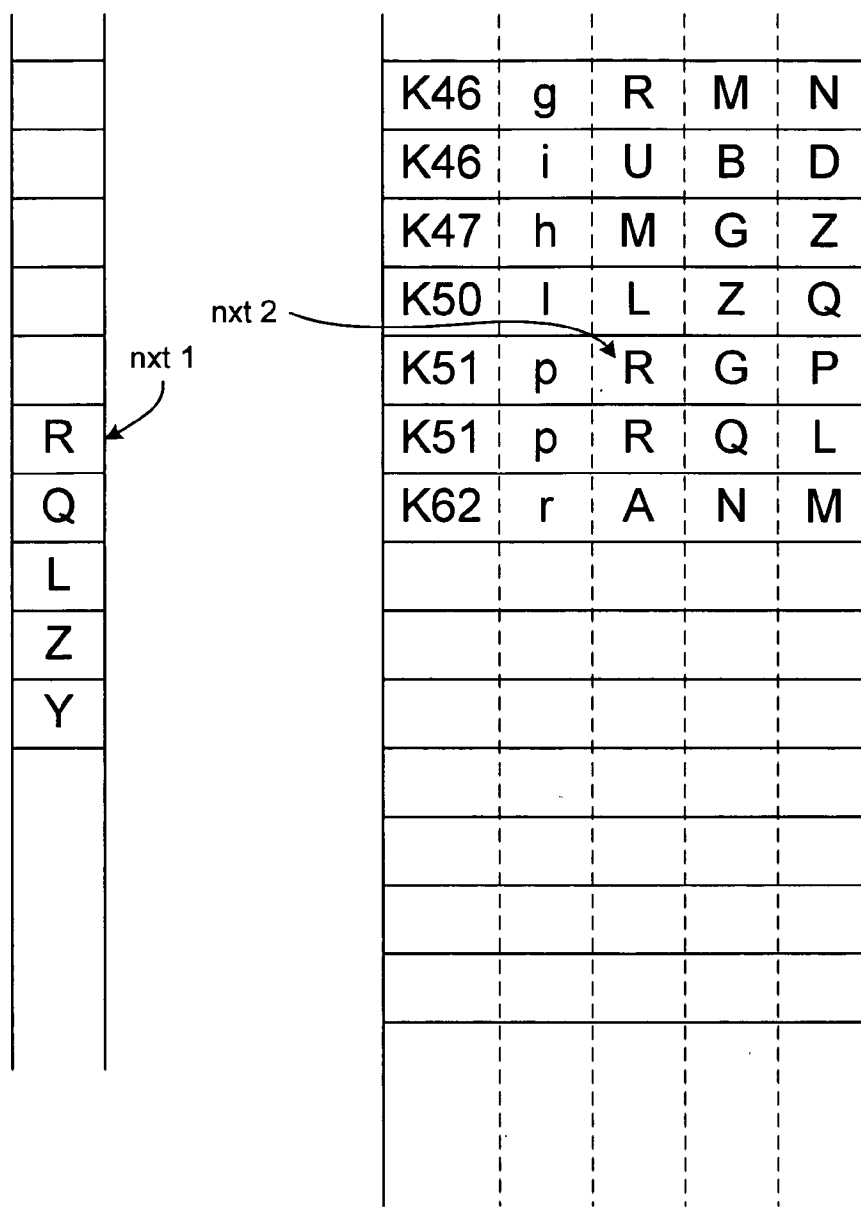 K46 g R M N
K46 i U B D
K47 h M G Z
K50 l L Z Q
nxt 2
K51 p R G P
nxt 1
R
K51 p R Q L
Q
K62 r A N M
L
Z
Y